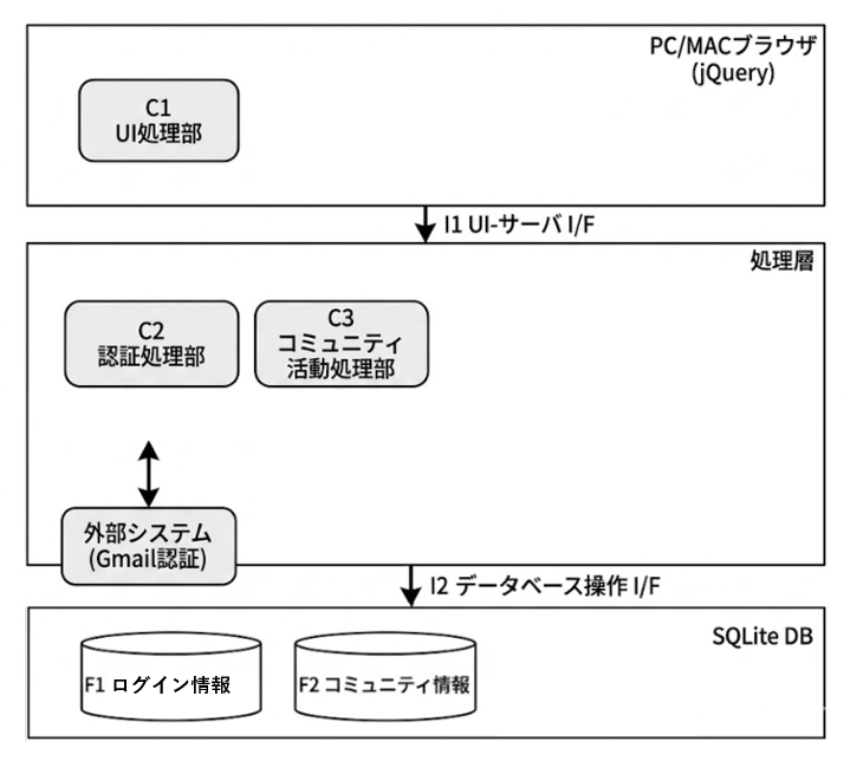 PC/MACブラウザ
(jQuery)
C1
UI処理部
I1 UI-サーバ I/F
処理層
C2
認証処理部
C3
コミュニティ
活動処理部
外部システム
(Gmail認証)
I2 データベース操作 I/F
SQLite DB
F1 ログイン情報
F2 コミュニティ情報